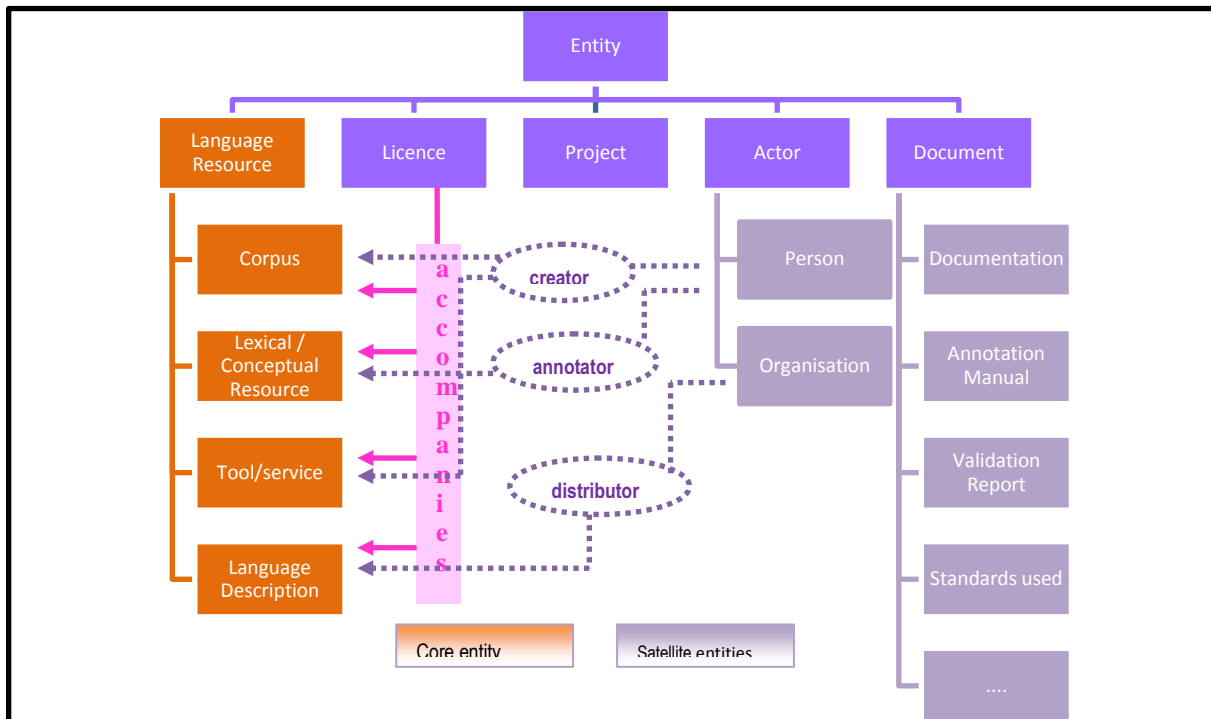 Entity
Language
Resource
Licence
Project
Actor
Document
Corpus
creator
Person
Documentation
accompanies
Lexical /
Conceptual
Resource
annotator
Organisation
Annotation
Manual
Tool/service
distributor
Validation
Report
Language
Description
Standards used
Core entity
Satellite entities
....